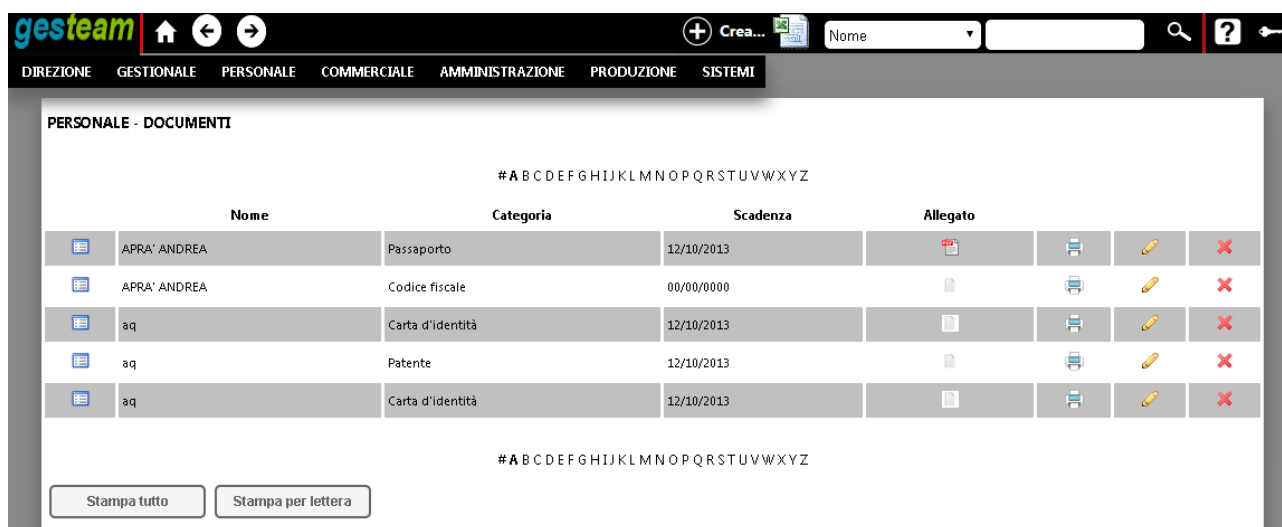 gesteam Crea... Nome
DIREZIONE GESTIONALE PERSONALE COMMERCIALE AMMINISTRAZIONE PRODUZIONE SISTEMI
PERSONALE - DOCUMENTI
# A B C D E F G H I J K L M N O P Q R S T U V W X Y Z
Nome Categoria Scadenza Allegato
APRA' ANDREA Passaporto 12/10/2013
APRA' ANDREA Codice fiscale 00/00/0000
aq Carta d'identità 12/10/2013
aq Patente 12/10/2013
aq Carta d'identità 12/10/2013
# A B C D E F G H I J K L M N O P Q R S T U V W X Y Z
Stampa tutto Stampa per lettera